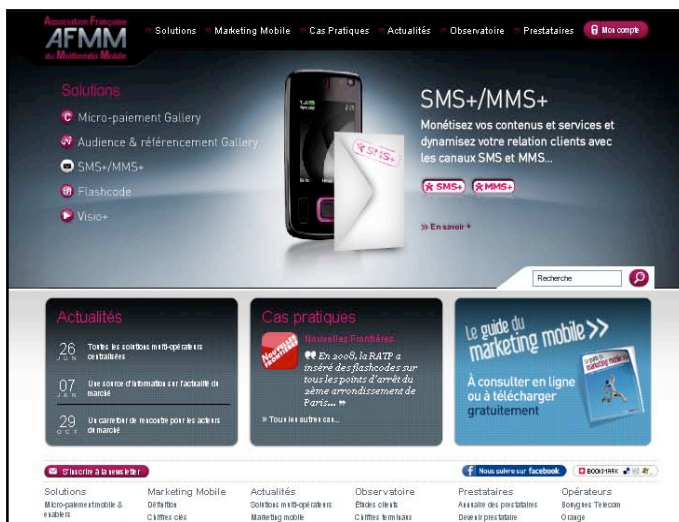 Association Française
AFMM
du Multimedia Mobile
Solutions
Marketing Mobile
Cas Pratiques
Actualités
Observatoire
Prestataires
Mon compte
Solutions
Micro-paiement Gallery
Audience & référencement Gallery
SMS+/MMS+
Flashcode
Visio+
SMS+
SMS+/MMS+
Monétisez vos contenus et services et
dynamisez votre relation clients avec
les canaux SMS et MMS...
SMS+ MMS+
>> En savoir +
Recherche
Actualités
26 JUN
Toutes les solutions multi-opérateurs
centralisées
07 JAN
Une source d'information sur l'actualité du
marché
29 OCT
Un carrefour de rencontre pour les acteurs
du marché
Cas pratiques
Nouvelles Frontières
NOUVELLES
FRONTIERES
En 2008, la RATP a
inséré des flashcodes sur
tous les points d'arrêt du
2ème arrondissement de
Paris...
» Tous les autres cas...
Le guide du
marketing mobile >>
À consulter en ligne
ou à télécharger
gratuitement
S'inscrire à la newsletter
Nous suivre sur facebook
BOOKMARK
Solutions
Micro-paiement mobile &
enablers
Marketing Mobile
Définition
Chiffres clés
Actualités
Solutions multi-opérateurs
Marketing mobile
Observatoire
Études clients
Chiffres terminaux
Prestataires
Annuaire des prestataires
Devenir prestataire
Opérateurs
Bouygues Telecom
Orange